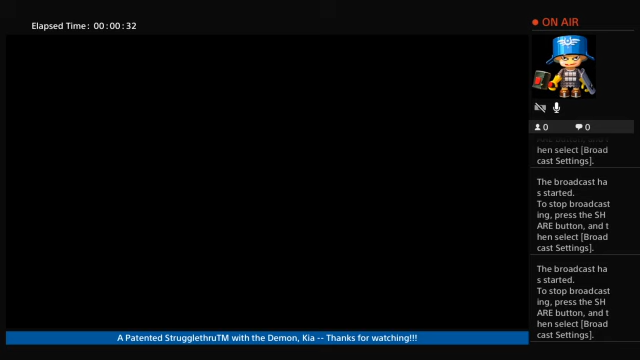 Elapsed Time: 00:00:32
ON AIR
0 0
hen select [Broad
cast Settings].
The broadcast ha
s started.
To stop broadcast
ing, press the SH
ARE button, and t
hen select [Broad
cast Settings].
The broadcast ha
s started.
To stop broadcast
ing, press the SH
ARE button, and t
hen select [Broad
cast Settings].
A Patented StrugglethruTM with the Demon, Kia -- Thanks for watching!!!